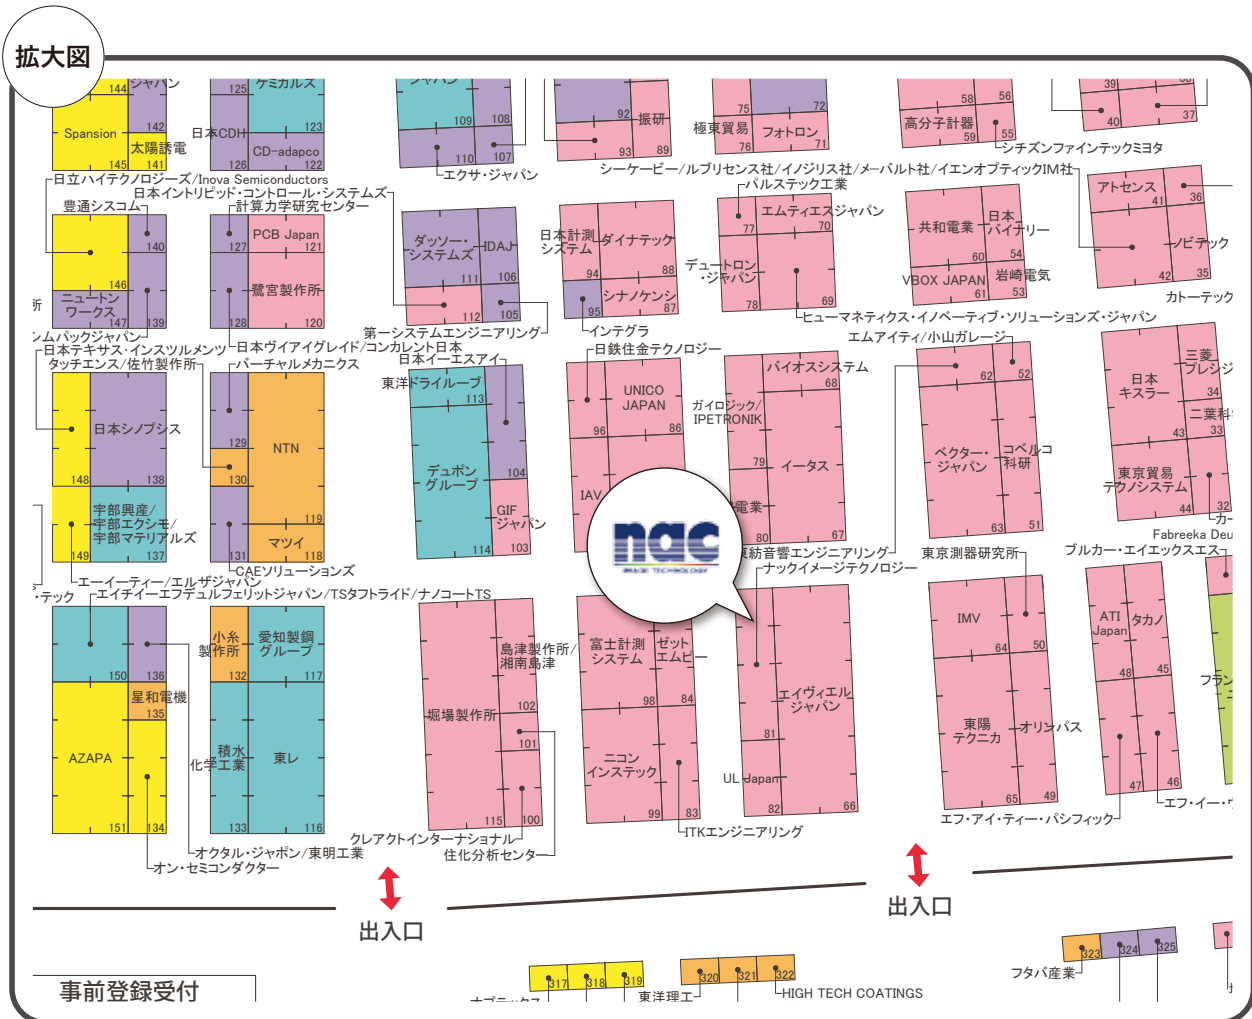 拡大図
144
シャパン
Spansion
142
太陽誘電
145
141
125
ケミカルズ
日本CDH
123
CD-adapco
126
122
ジャパン
109
108
110
107
エクサ・ジャパン
92
振研
93
89
75
72
極東貿易
フォトロン
76
71
58
56
高分子計器
59
55
シチズンファインテックミヨタ
39
40
37
シーケービー/ルブリセンス社/イノジリス社/メーバルト社/イエンオプティックIM社
日立ハイテクノロジーズ/Inova Semiconductors
日本イントリピッド・コントロール・システムズ
豊通シスコム
計算力学研究センター
140
146
ニュートン
ワークス
147
139
127
PCB Japan
121
鷺宮製作所
128
120
ダッソー・
システムズ
IDAJ
111
106
112
105
第一システムエンジニアリング
日本計測
システム
ダイナテック
94
88
シナノケンシ
95
87
インテグラ
パルステック工業
エムティエスジャパン
77
70
デュートロン
・ジャパン
78
69
ヒューマネティクス・イノベーティブ・ソリューションズ・ジャパン
共和電業
日本
バイナリー
60
54
VBOX JAPAN
岩崎電気
61
53
アトセンス
41
36
ノビテック
42
35
カトーテック
所
シムパックジャパン
日本ヴイアイグレイド/コンカレント日本
日本テキサス・インスツルメンツ
タッチエンス/佐竹製作所
バーチャルメカニクス
日本イーエスアイ
日鉄住金テクノロジー
エムアイティ/小山ガレージ
日本シノプシス
148
138
宇部興産/
宇部エクシモ/
宇部マテリアルズ
149
137
129
NTN
130
119
マツイ
131
118
CAEソリューションズ
エーイーティー/エルザジャパン
東洋ドライルーブ
113
デュポン
グループ
104
GIF
ジャパン
114
103
UNICO
JAPAN
96
86
IAV
バイオスシステム
68
ガイロジック/
IPETRONIK
79
イータス
電業
80
67
nac
IMAGE TECHNOLOGY
62
52
ベクター・
ジャパン
コベルコ
科研
63
51
日本
キスラー
三菱
プレシジ
34
二葉科
43
33
東京貿易
テクノシステム
44
32
カー
Fabreeka Deu
ブルカー・エイエックスエス
東紡音響エンジニアリング
ナックイメージテクノロジー
東京測器研究所
・テック
エイチイーエフデュルフェリットジャパン/TSタフトライド/ナノコートTS
150
136
星和電機
135
AZAPA
151
134
小糸
製作所
愛知製鋼
グループ
132
117
積水
化学工業
東レ
133
116
オクタル・ジャポン/東明工業
オン・セミコンダクター
島津製作所/
湘南島津
102
堀場製作所
101
115
100
クレアクトインターナショナル
住化分析センター
富士計測
システム
ゼット
エムピー
98
84
ニコン
インステック
99
83
ITKエンジニアリング
エイヴィエル
ジャパン
81
UL Japan
82
66
IMV
64
50
東陽
テクニカ
オリンパス
65
49
エフ・アイ・ティー・パシフィック
ATI
Japan
タカノ
48
45
47
46
エフ・イー・
フラン
出入口
出入口
事前登録受付
317
318
319
オプテックス
320
321
322
東洋理工
HIGH TECH COATINGS
323
324
325
フタバ産業